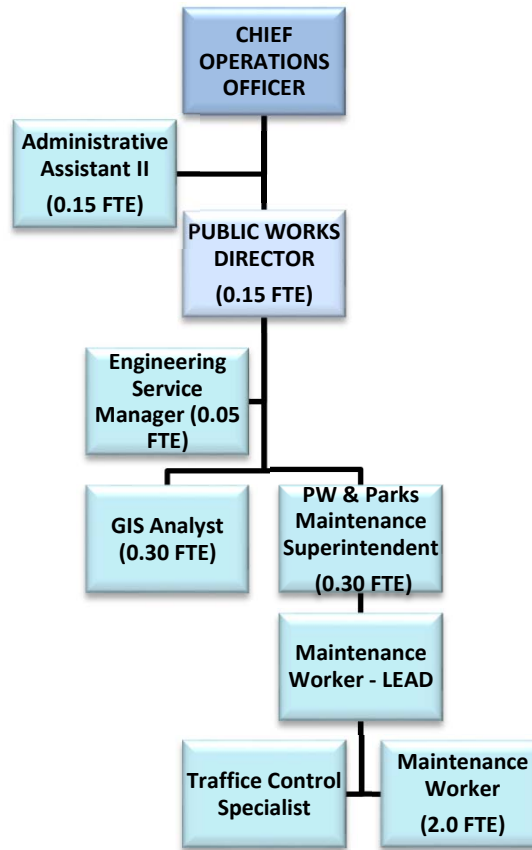 CHIEF
OPERATIONS
OFFICER
Administrative
Assistant II
(0.15 FTE)
PUBLIC WORKS
DIRECTOR
(0.15 FTE)
Engineering
Service
Manager (0.05
FTE)
GIS Analyst
(0.30 FTE)
PW & Parks
Maintenance
Superintendent
(0.30 FTE)
Maintenance
Worker - LEAD
Traffice Control
Specialist
Maintenance
Worker
(2.0 FTE)